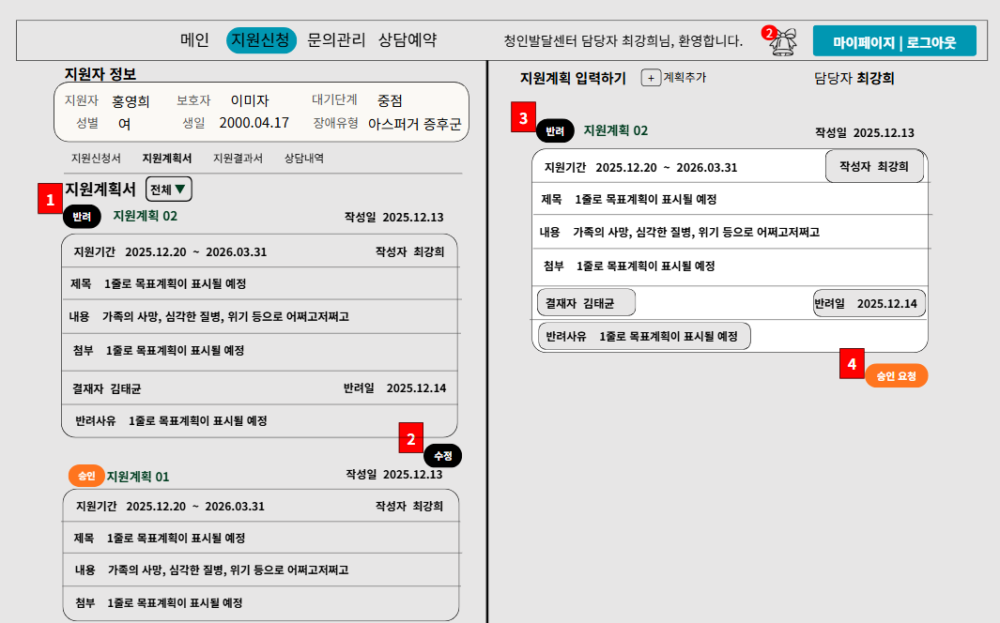 메인 지원신청 문의관리 상담예약 청인발달센터 담당자 최강희님, 환영합니다. 2 마이페이지 | 로그아웃
지원자 정보
지원자 홍영희 보호자 이미자 대기단계 중점
성별 여 생일 2000.04.17 장애유형 아스퍼거 증후군
지원신청서 지원계획서 지원결과서 상담내역
지원계획서 전체 ▼
1
반려 지원계획 02 작성일 2025.12.13
지원기간 2025.12.20 ~ 2026.03.31 작성자 최강희
제목 1줄로 목표계획이 표시될 예정
내용 가족의 사망, 심각한 질병, 위기 등으로 어쩌고저쩌고
첨부 1줄로 목표계획이 표시될 예정
결재자 김태균 반려일 2025.12.14
반려사유 1줄로 목표계획이 표시될 예정
2
수정
승인 지원계획 01 작성일 2025.12.13
지원기간 2025.12.20 ~ 2026.03.31 작성자 최강희
제목 1줄로 목표계획이 표시될 예정
내용 가족의 사망, 심각한 질병, 위기 등으로 어쩌고저쩌고
첨부 1줄로 목표계획이 표시될 예정
지원계획 입력하기 + 계획추가 담당자 최강희
3
반려 지원계획 02 작성일 2025.12.13
지원기간 2025.12.20 ~ 2026.03.31 작성자 최강희
제목 1줄로 목표계획이 표시될 예정
내용 가족의 사망, 심각한 질병, 위기 등으로 어쩌고저쩌고
첨부 1줄로 목표계획이 표시될 예정
결재자 김태균 반려일 2025.12.14
반려사유 1줄로 목표계획이 표시될 예정
4
승인 요청